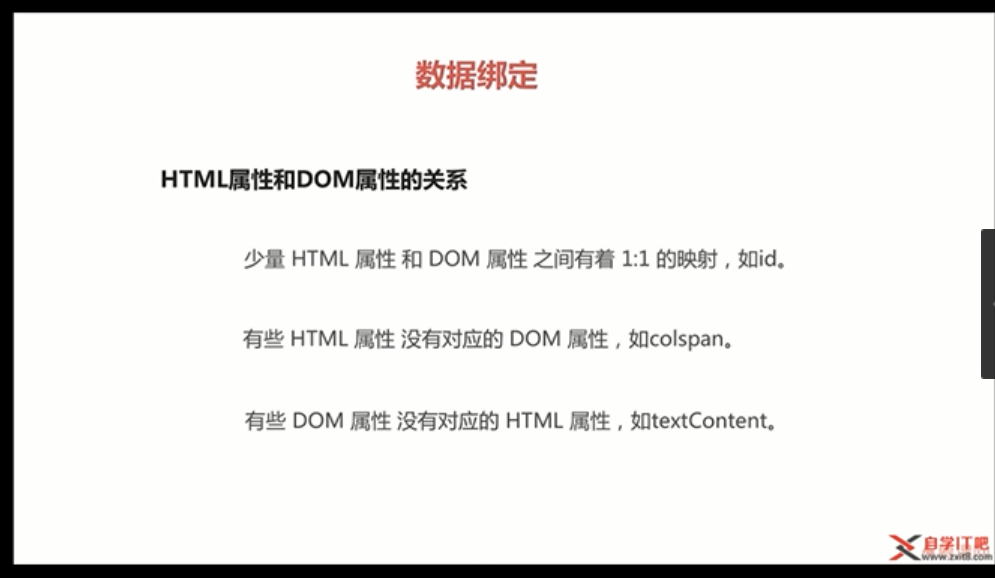 数据绑定
HTML属性和DOM属性的关系
少量 HTML 属性 和 DOM 属性 之间有着 1:1 的映射，如id。
有些 HTML 属性 没有对应的 DOM 属性，如colspan。
有些 DOM 属性 没有对应的 HTML 属性，如textContent。
自学IT吧
www.zxit8.com